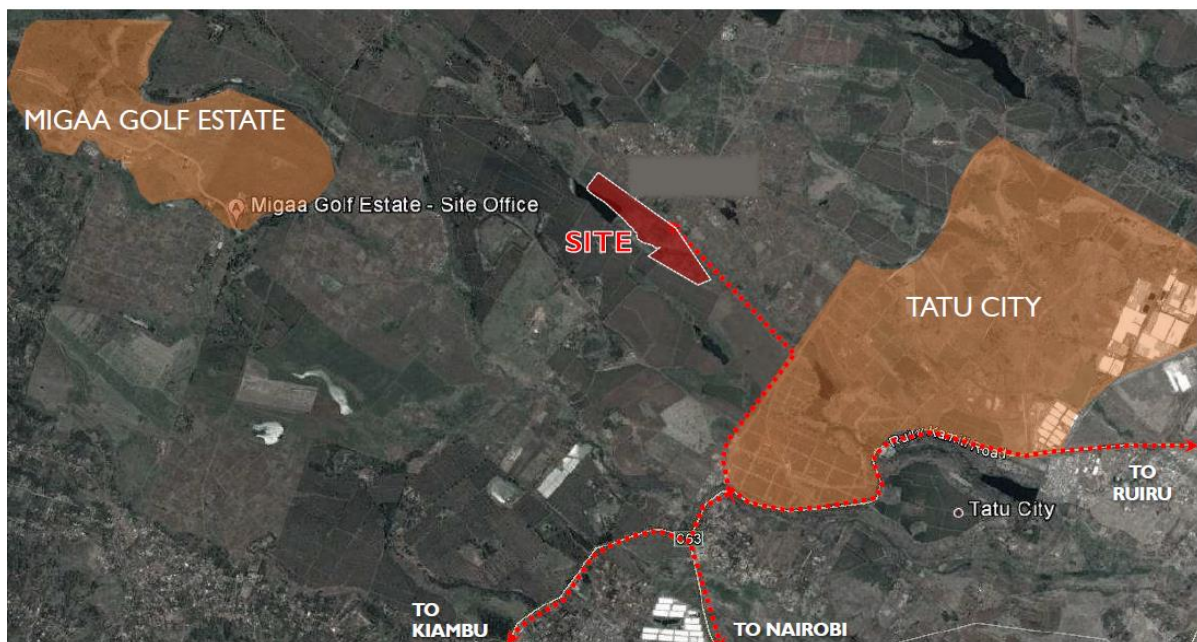 MIGAA GOLF ESTATE
A
Migaa Golf Estate - Site Office
SITE
TATU CITY
Ruiru-Kamiti Road
TO
RUIRU
Tatu City
C63
TO
KIAMBU
TO NAIROBI